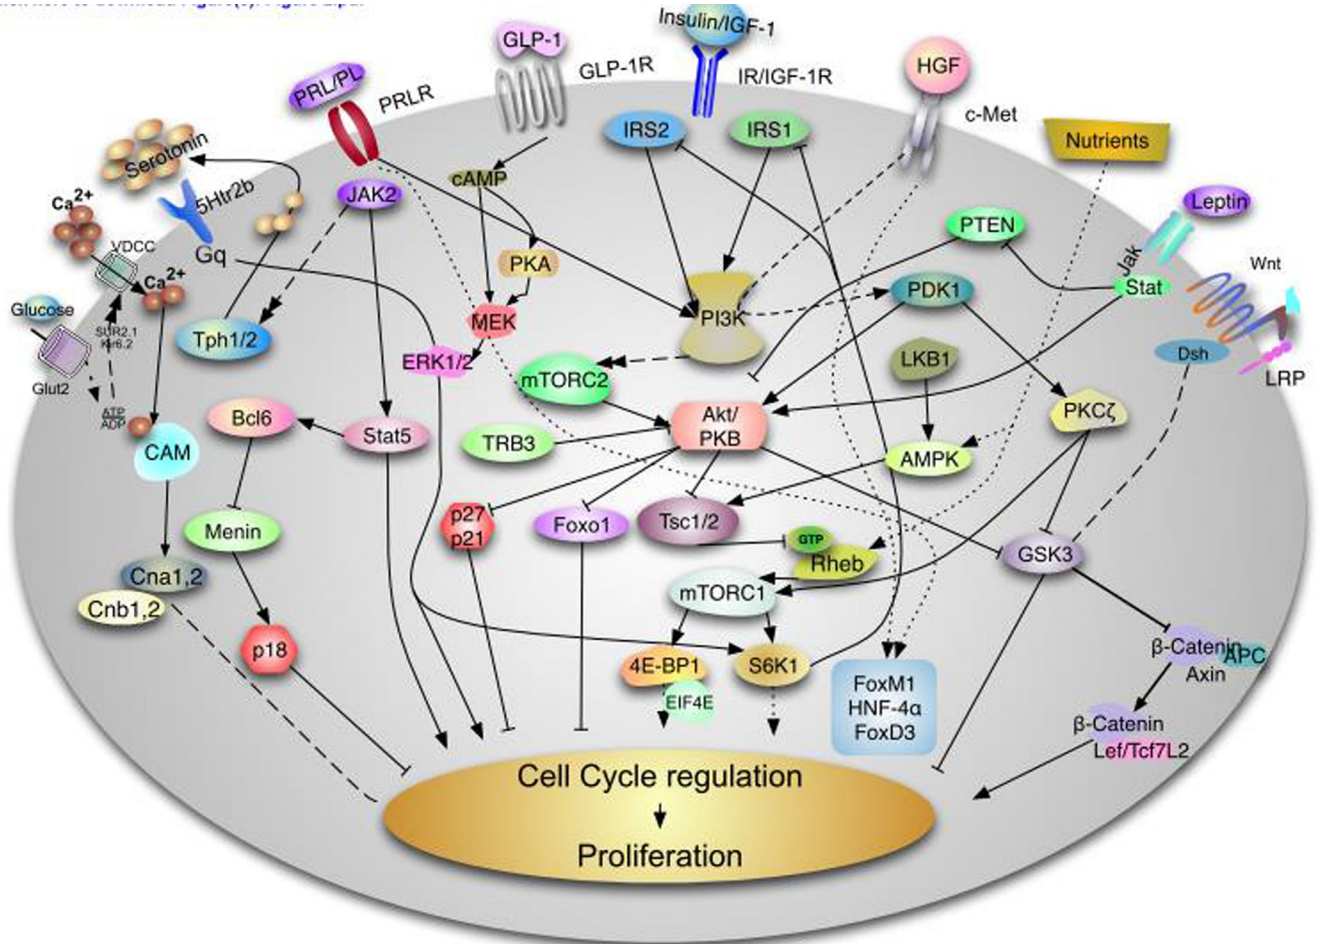 Insulin/IGF-1
GLP-1
GLP-1R
IR/IGF-1R
HGF
PRL/PL
PRLR
c-Met
IRS2
IRS1
Nutrients
Serotonin
cAMP
JAK2
5Htr2b
Ca2+
Leptin
PTEN
VDCC
Gq
PKA
Jak
Stat
Wnt
Ca2+
PDK1
Glucose
SUR2.1
Kir6.2
Tph1/2
MEK
PI3K
Dsh
Glut2
ERK1/2
mTORC2
LKB1
LRP
ATP
ADP
Bcl6
Stat5
TRB3
Akt/
PKB
PKCζ
CAM
AMPK
Menin
p27
p21
Foxo1
Tsc1/2
GTP
Rheb
GSK3
Cna1,2
Cnb1,2
mTORC1
p18
4E-BP1
S6K1
EIF4E
FoxM1
HNF-4α
FoxD3
β-Catenin
APC
Axin
β-Catenin
Lef/Tcf7L2
Cell Cycle regulation
Proliferation